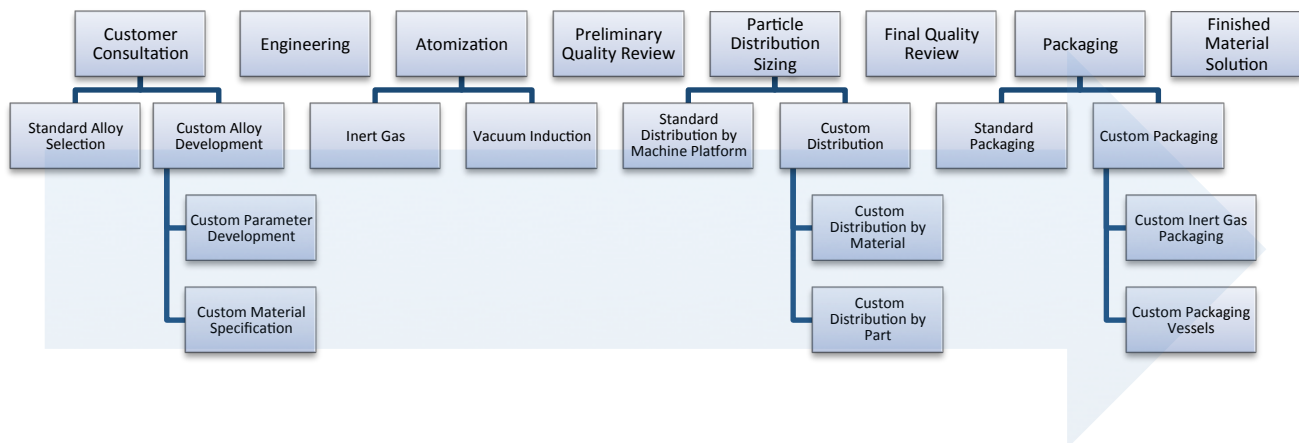 Customer
Consultation
Engineering
Atomization
Preliminary
Quality Review
Particle
Distribution
Sizing
Final Quality
Review
Packaging
Finished
Material
Solution
Standard Alloy
Selection
Custom Alloy
Development
Inert Gas
Vacuum Induction
Standard
Distribution by
Machine Platform
Custom
Distribution
Standard
Packaging
Custom Packaging
Custom Parameter
Development
Custom
Distribution by
Material
Custom Inert Gas
Packaging
Custom Material
Specification
Custom
Distribution by
Part
Custom Packaging
Vessels